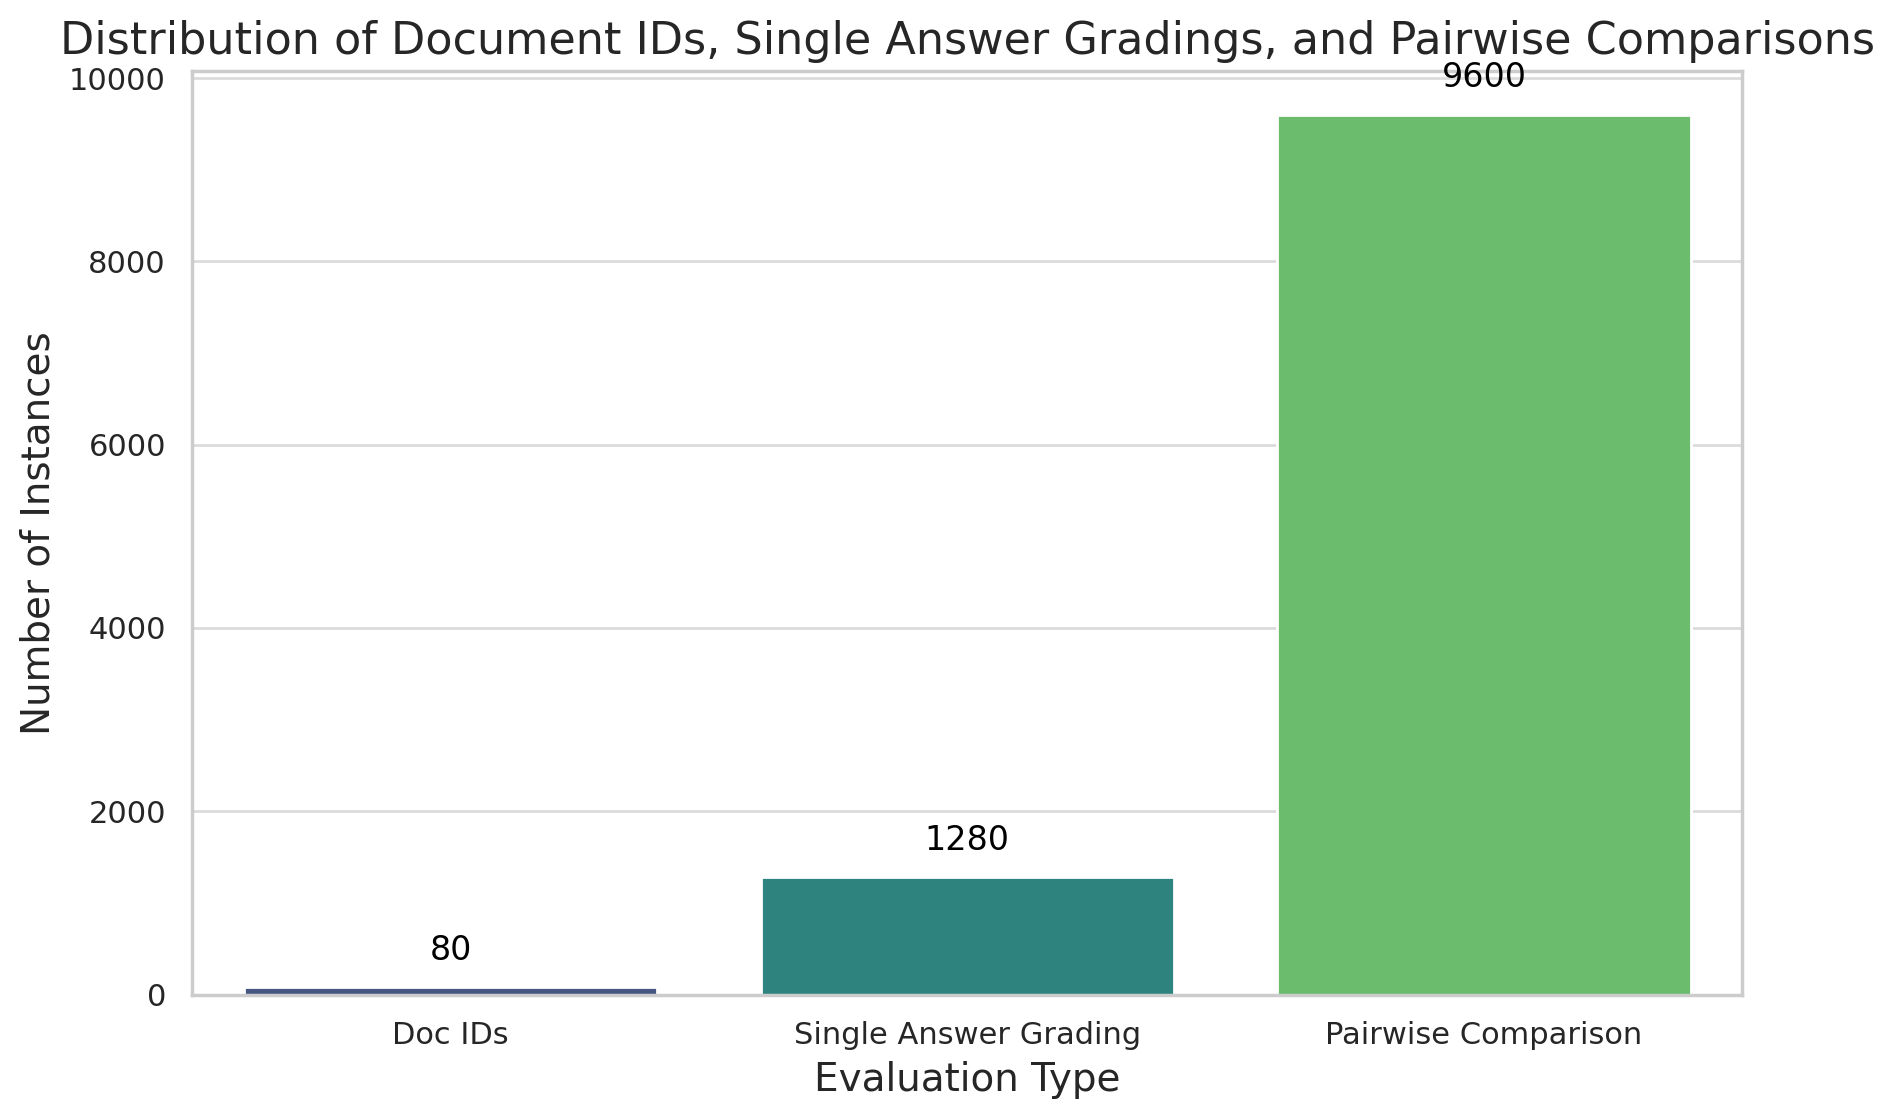 Distribution of Document IDs, Single Answer Gradings, and Pairwise Comparisons
Number of Instances
10000
8000
6000
4000
2000
0
80
1280
9600
Doc IDs
Single Answer Grading
Pairwise Comparison
Evaluation Type